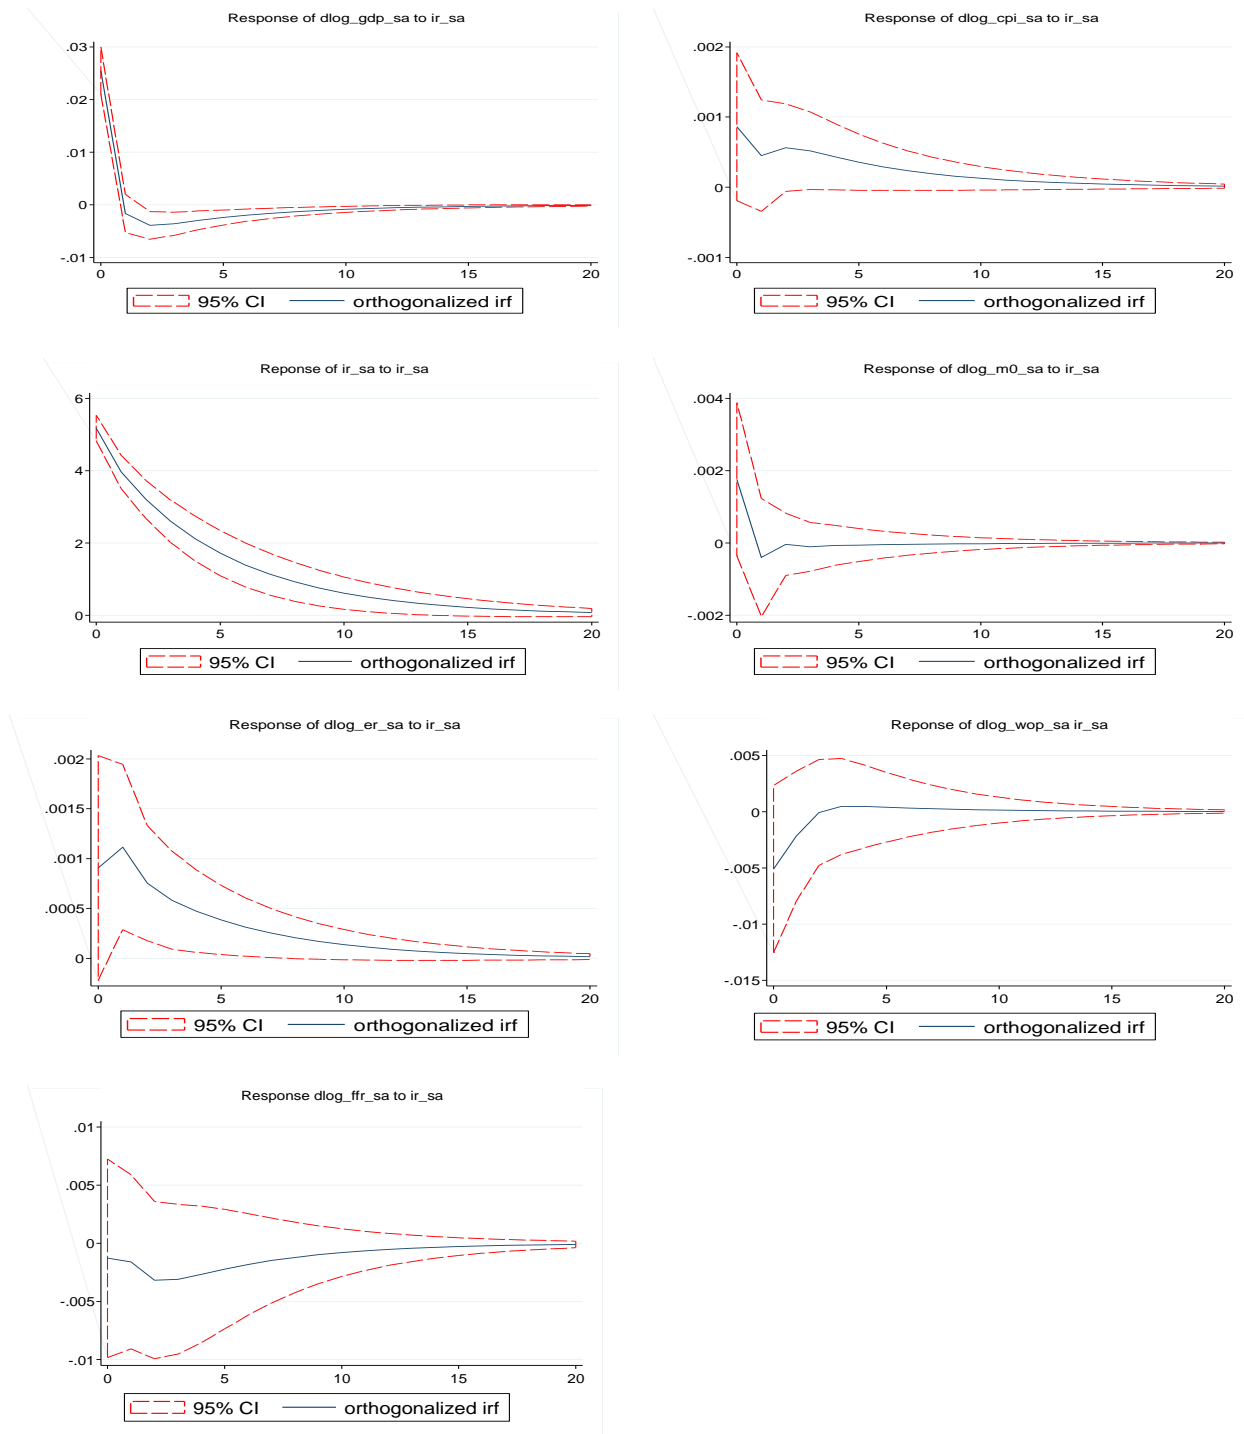 Response of dlog_gdp_sa to ir_sa
.03
.02
.01
0
-.01
0 5 10 15 20
95% CI orthogonalized irf
Response of dlog_cpi_sa to ir_sa
.002
.001
0
-.001
0 5 10 15 20
95% CI orthogonalized irf
Reponse of ir_sa to ir_sa
6
4
2
0
0 5 10 15 20
95% CI orthogonalized irf
Response of dlog_m0_sa to ir_sa
.004
.002
0
-.002
0 5 10 15 20
95% CI orthogonalized irf
Response of dlog_er_sa to ir_sa
.002
.0015
.001
.0005
0
0 5 10 15 20
95% CI orthogonalized irf
Reponse of dlog_wop_sa ir_sa
.005
0
-.005
-.01
-.015
0 5 10 15 20
95% CI orthogonalized irf
Response dlog_ffr_sa to ir_sa
.01
.005
0
-.005
-.01
0 5 10 15 20
95% CI orthogonalized irf